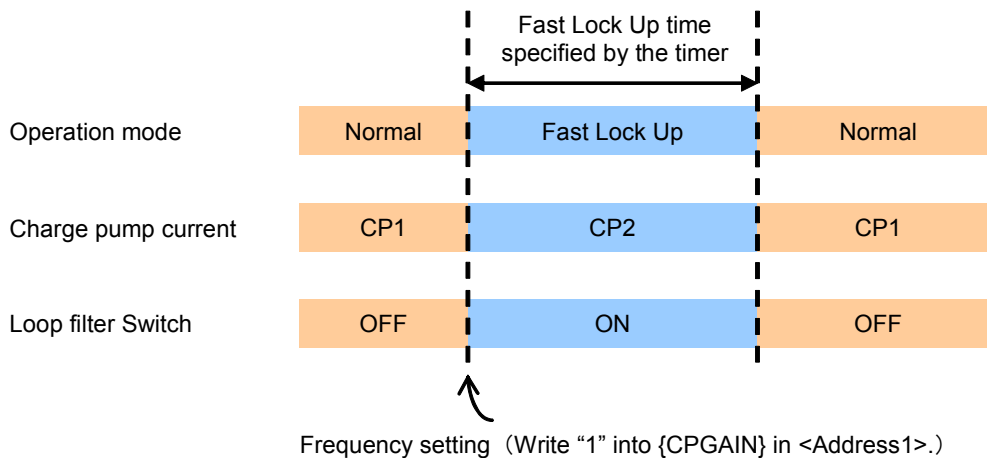 Fast Lock Up time
specified by the timer
Operation mode
Normal
Fast Lock Up
Normal
Charge pump current
CP1
CP2
CP1
Loop filter Switch
OFF
ON
OFF
Frequency setting（Write “1” into {CPGAIN} in <Address1>.）